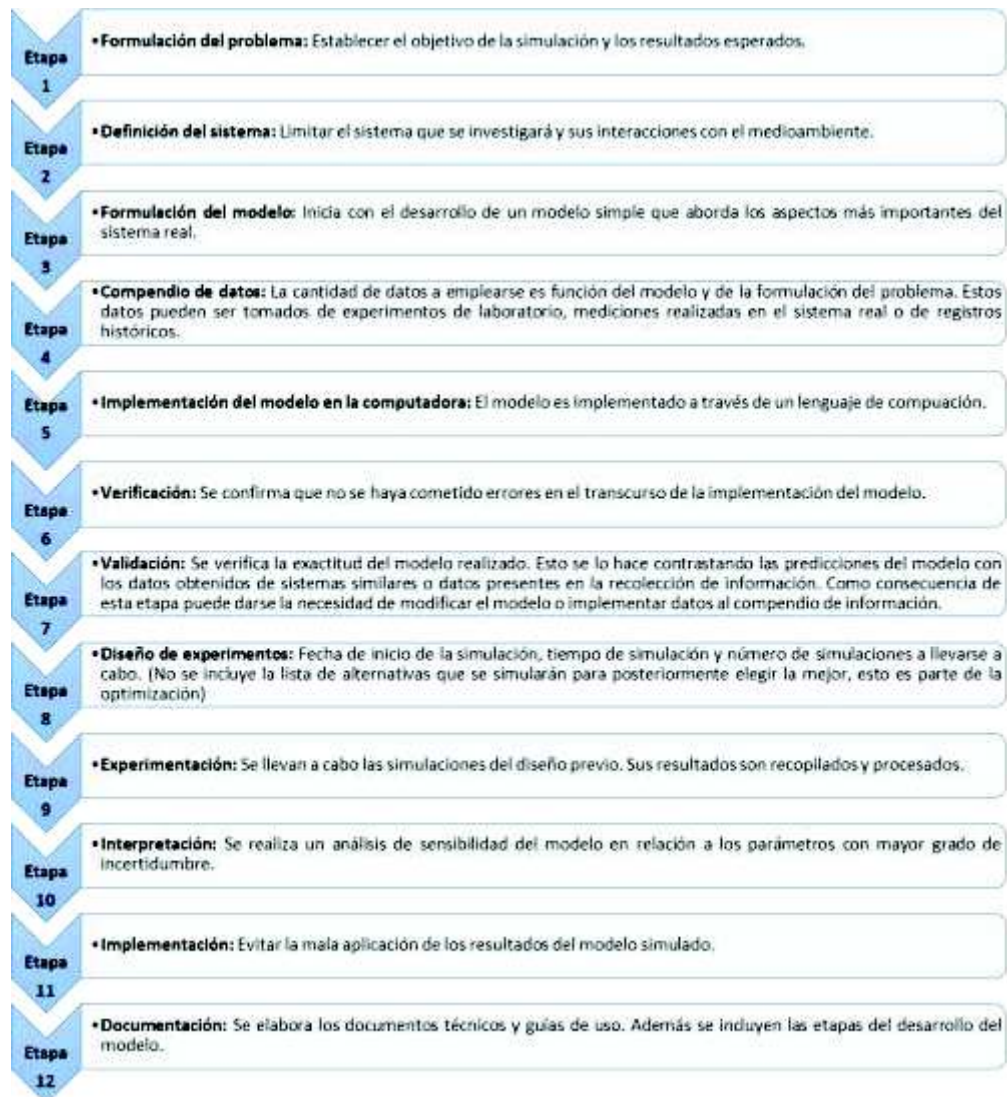 Etapa
1
•Formulación del problema: Establecer el objetivo de la simulación y los resultados esperados.
Etapa
2
•Definición del sistema: Limitar el sistema que se investigará y sus interacciones con el medioambiente.
Etapa
3
•Formulación del modelo: Inicia con el desarrollo de un modelo simple que aborda los aspectos más importantes del
sistema real.
Etapa
4
•Compendio de datos: La cantidad de datos a emplearse es función del modelo y de la formulación del problema. Estos
datos pueden ser tomados de experimentos de laboratorio, mediciones realizadas en el sistema real o de registros
históricos.
Etapa
5
•Implementación del modelo en la computadora: El modelo es implementado a través de un lenguaje de compuación.
Etapa
6
•Verificación: Se confirma que no se haya cometido errores en el transcurso de la implementación del modelo.
Etapa
7
•Validación: Se verifica la exactitud del modelo realizado. Esto se lo hace contrastando las predicciones del modelo con
los datos obtenidos de sistemas similares o datos presentes en la recolección de información. Como consecuencia de
esta etapa puede darse la necesidad de modificar el modelo o implementar datos al compendio de información.
Etapa
8
•Diseño de experimentos: Fecha de inicio de la simulación, tiempo de simulación y número de simulaciones a llevarse a
cabo. (No se incluye la lista de alternativas que se simularán para posteriormente elegir la mejor, esto es parte de la
optimización)
Etapa
9
•Experimentación: Se llevan a cabo las simulaciones del diseño previo. Sus resultados son recopilados y procesados.
Etapa
10
•Interpretación: Se realiza un análisis de sensibilidad del modelo en relación a los parámetros con mayor grado de
incertidumbre.
Etapa
11
•Implementación: Evitar la mala aplicación de los resultados del modelo simulado.
Etapa
12
•Documentación: Se elabora los documentos técnicos y guías de uso. Además se incluyen las etapas del desarrollo del
modelo.